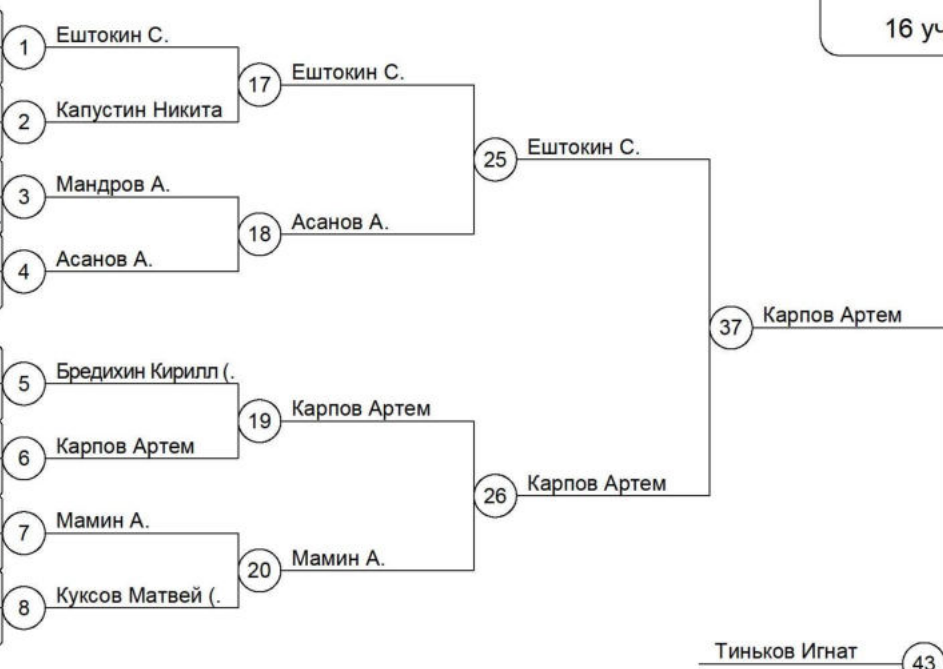 16
1
Ештокин С.
17
Ештокин С.
2
Капустин Никита
25
Ештокин С.
3
Мандров А.
18
Асанов А.
4
Асанов А.
37
Карпов Артем
5
Бредихин Кирилл (.
19
Карпов Артем
6
Карпов Артем
26
Карпов Артем
7
Мамин А.
20
Мамин А.
8
Куксов Матвей (.
Тиньков Игнат
43